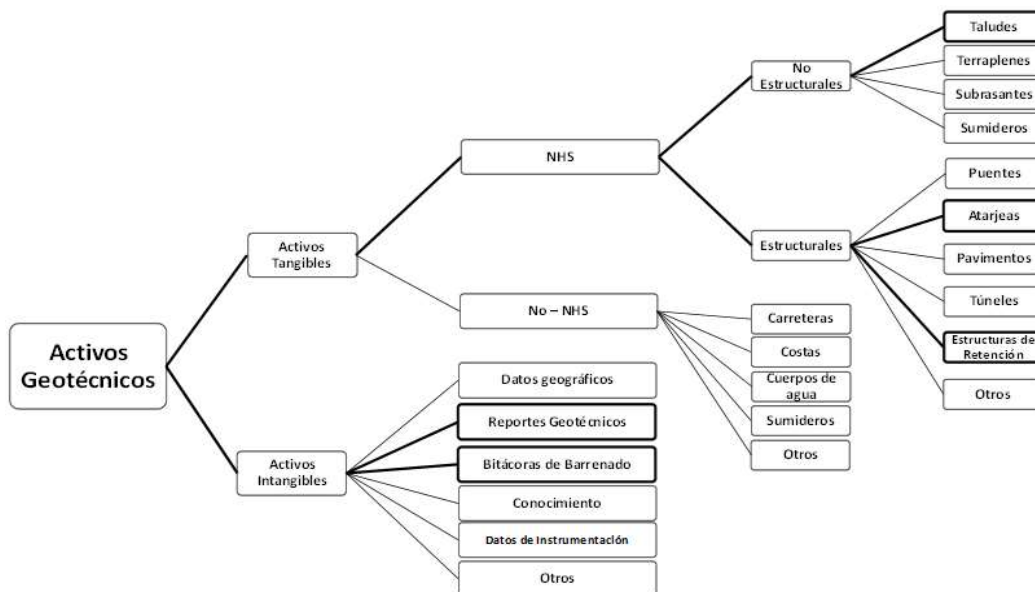 Activos
Geotécnicos
Activos
Tangibles
Activos
Intangibles
NHS
No – NHS
Datos geográficos
Reportes Geotécnicos
Bitácoras de Barrenado
Conocimiento
Datos de Instrumentación
Otros
No
Estructurales
Estructurales
Carreteras
Costas
Cuerpos de
agua
Sumideros
Otros
Taludes
Terraplenes
Subrasantes
Sumideros
Puentes
Atarjeas
Pavimentos
Túneles
Estructuras de
Retención
Otros